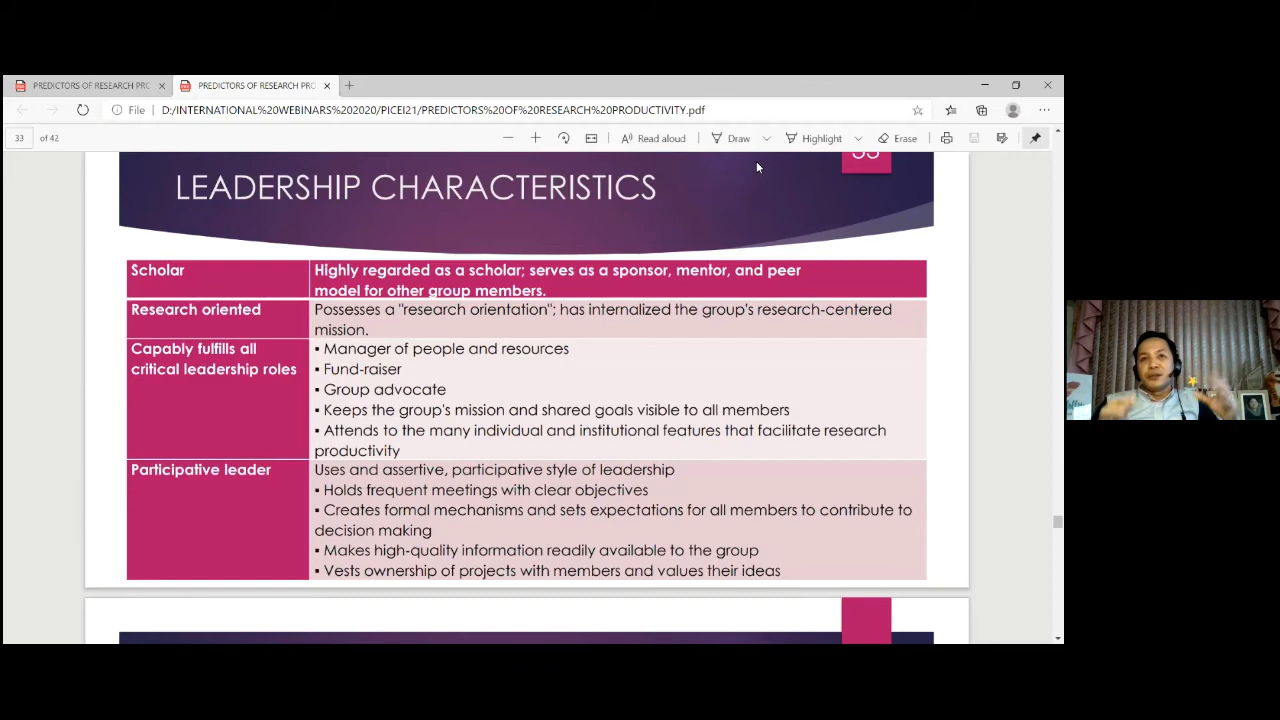 PREDICTORS OF RESEARCH PRO
PREDICTORS OF RESEARCH PRO
File D:/INTERNATIONAL%20WEBINARS%202020/PICEI21/PREDICTORS%20OF%20RESEARCH%20PRODUCTIVITY.pdf
33 of 42 Read aloud Draw Highlight Erase
33
LEADERSHIP CHARACTERISTICS
Scholar
Highly regarded as a scholar; serves as a sponsor, mentor, and peer
model for other group members.
Research oriented
Possesses a "research orientation"; has internalized the group's research-centered
mission.
Capably fulfills all
critical leadership roles
▪ Manager of people and resources
▪ Fund-raiser
▪ Group advocate
▪ Keeps the group's mission and shared goals visible to all members
▪ Attends to the many individual and institutional features that facilitate research
productivity
Participative leader
Uses and assertive, participative style of leadership
▪ Holds frequent meetings with clear objectives
▪ Creates formal mechanisms and sets expectations for all members to contribute to
decision making
▪ Makes high-quality information readily available to the group
▪ Vests ownership of projects with members and values their ideas